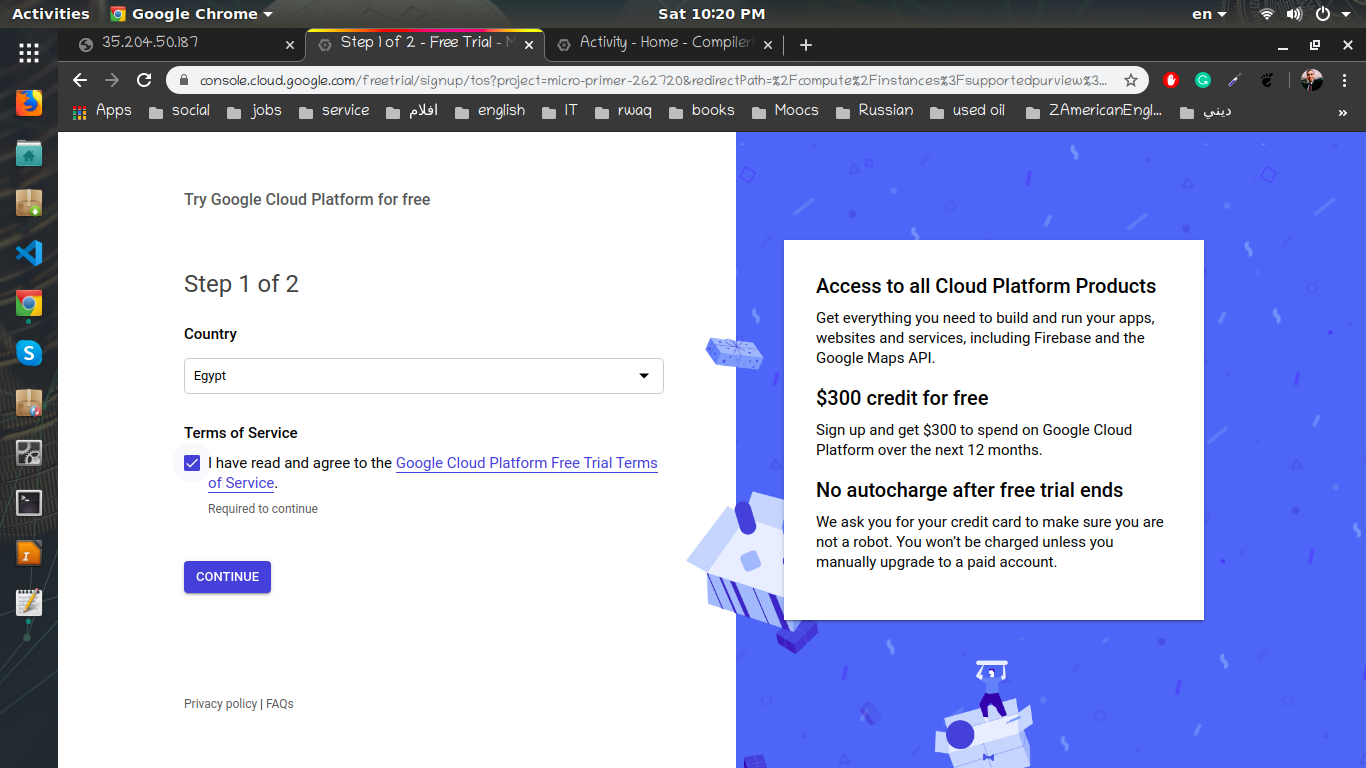 Activities
Google Chrome
Sat 10:20 PM
en
35.204.50.187
Step 1 of 2 - Free Trial - M
Activity - Home - Compiler
console.cloud.google.com/freetrial/signup/tos?project=micro-primer-262720&redirectPath=%2Fcompute%2Finstances%3Fsupportedpurview%3...
Apps
social
jobs
service
افلام
english
IT
rwaq
books
Moocs
Russian
used oil
ZAmericanEngl...
ديني
»
Try Google Cloud Platform for free
Step 1 of 2
Country
Egypt
Terms of Service
I have read and agree to the Google Cloud Platform Free Trial Terms
of Service.
Required to continue
CONTINUE
Privacy policy | FAQs
Access to all Cloud Platform Products
Get everything you need to build and run your apps,
websites and services, including Firebase and the
Google Maps API.
$300 credit for free
Sign up and get $300 to spend on Google Cloud
Platform over the next 12 months.
No autocharge after free trial ends
We ask you for your credit card to make sure you are
not a robot. You won't be charged unless you
manually upgrade to a paid account.